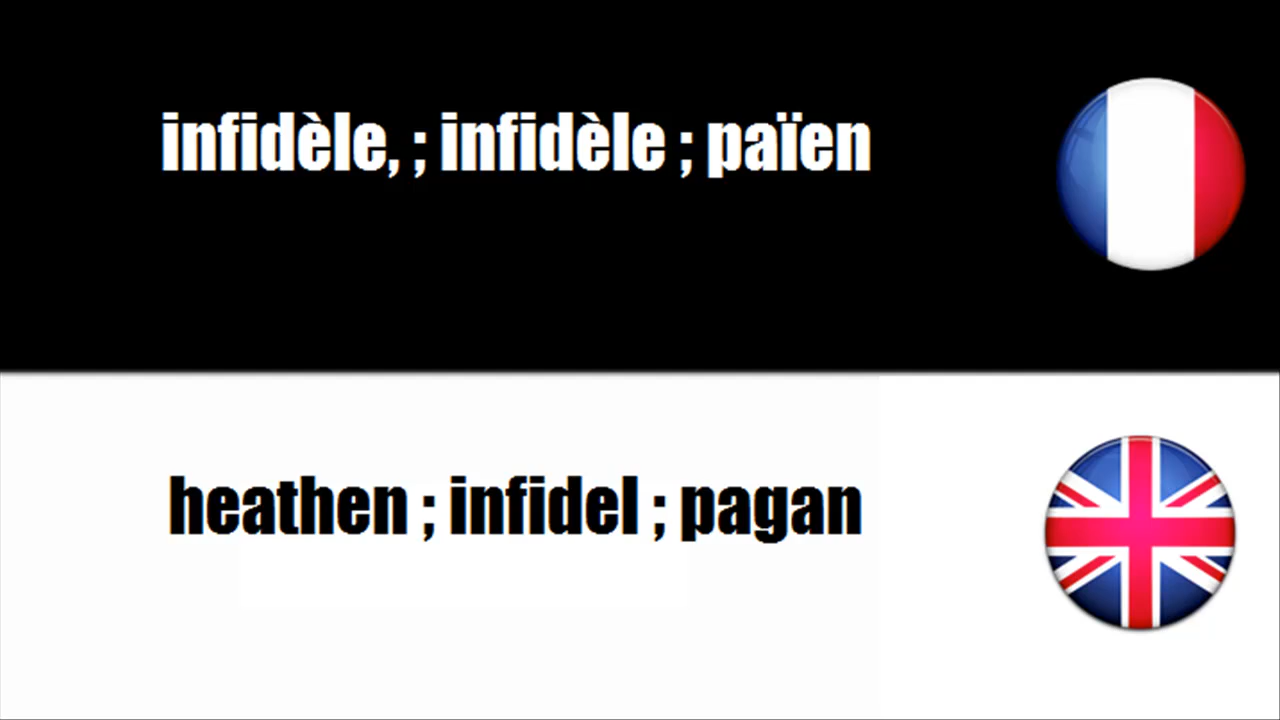 infidèle, ; infidèle ; païen
heathen ; infidel ; pagan